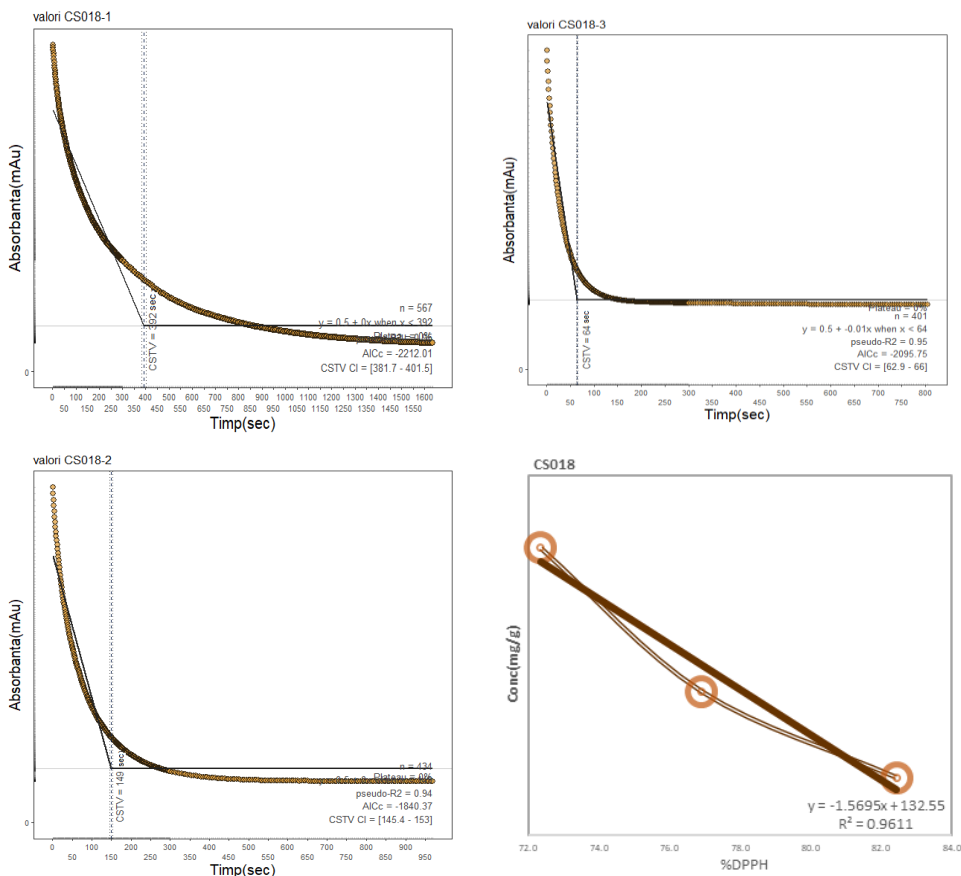 valori CS018-1
Absorbanta(mAu)
0
CSTV = 392 sec
n = 567
y = 0.5 + 0x when x < 392
Plateau = 0%
AICc = -2212.01
CSTV CI = [381.7 - 401.5]
0 100 200 300 400 500 600 700 800 900 1000 1100 1200 1300 1400 1500 1600
50 150 250 350 450 550 650 750 850 950 1050 1150 1250 1350 1450 1550
Timp(sec)
valori CS018-3
Absorbanta(mAu)
0
CSTV = 64 sec
Plateau = 0%
n = 401
y = 0.5 + -0.01x when x < 64
pseudo-R2 = 0.95
AICc = -2095.75
CSTV CI = [62.9 - 66]
0 50 100 150 200 250 300 350 400 450 500 550 600 650 700 750 800
Timp(sec)
valori CS018-2
Absorbanta(mAu)
0
CSTV = 149 sec
n = 434
Plateau = 0%
pseudo-R2 = 0.94
AICc = -1840.37
CSTV CI = [145.4 - 153]
0 100 200 300 400 500 600 700 800 900
50 150 250 350 450 550 650 750 850 950
Timp(sec)
CS018
Conc(mg/g)
y = -1.5695x + 132.55
R² = 0.9611
72.0 74.0 76.0 78.0 80.0 82.0 84.0
%DPPH